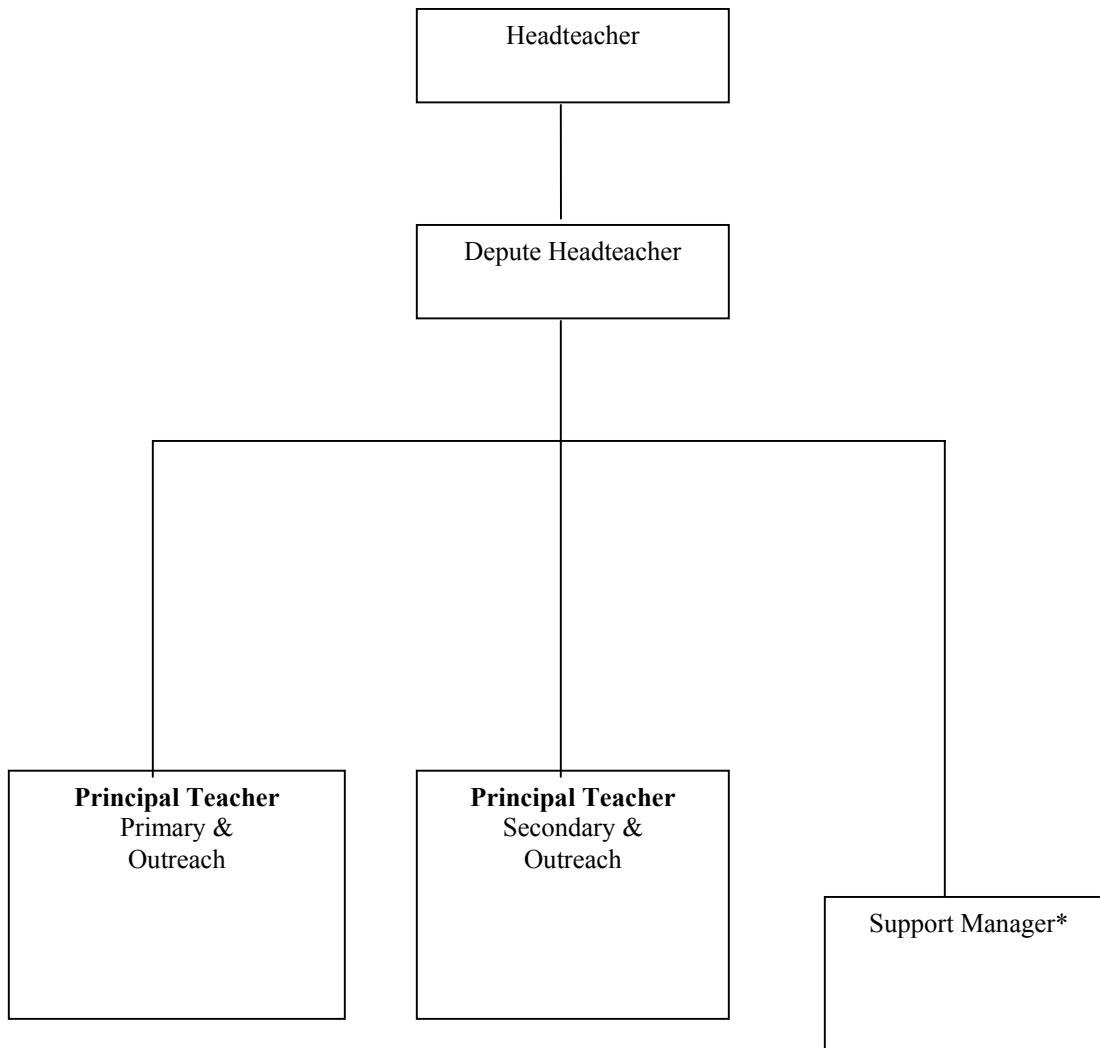 Headteacher
Depute Headteacher
Principal Teacher
Primary &
Outreach
Principal Teacher
Secondary &
Outreach
Support Manager*